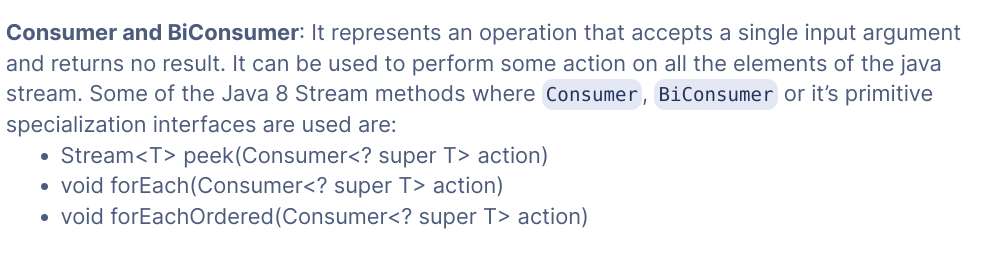 Consumer and BiConsumer: It represents an operation that accepts a single input argument
and returns no result. It can be used to perform some action on all the elements of the java
stream. Some of the Java 8 Stream methods where Consumer, BiConsumer or it’s primitive
specialization interfaces are used are:
• Stream<T> peek(Consumer<? super T> action)
• void forEach(Consumer<? super T> action)
• void forEachOrdered(Consumer<? super T> action)